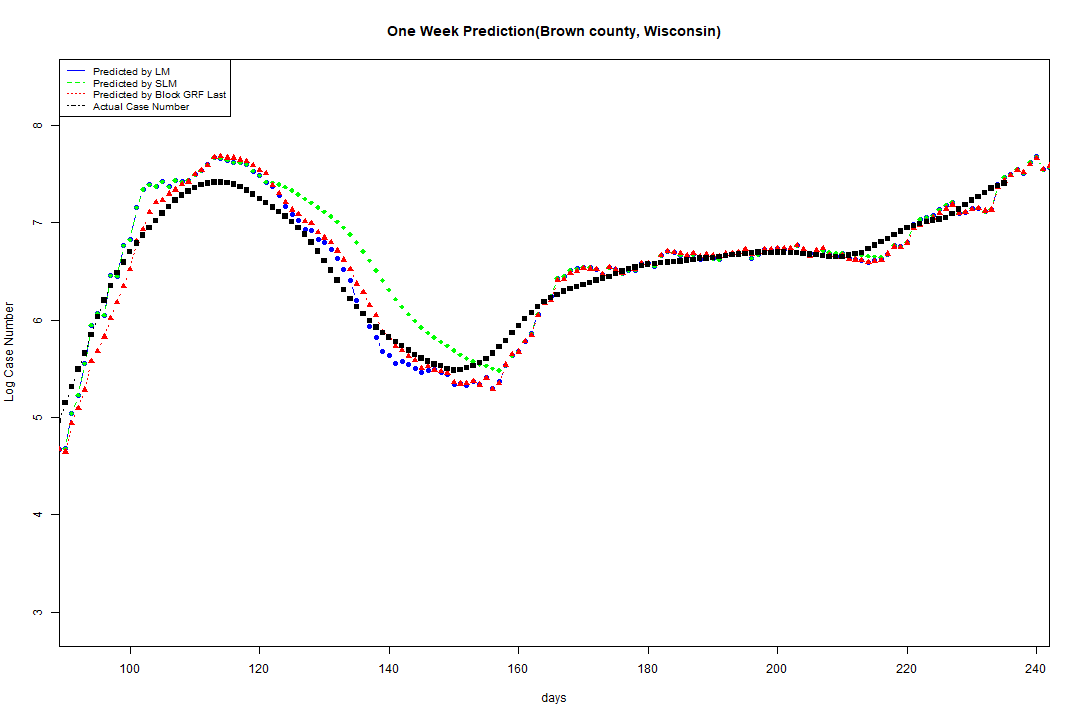 One Week Prediction(Brown county, Wisconsin)
Predicted by LM
Predicted by SLM
Predicted by Block GRF Last
Actual Case Number
Log Case Number
8
7
6
5
4
3
100 120 140 160 180 200 220 240
days